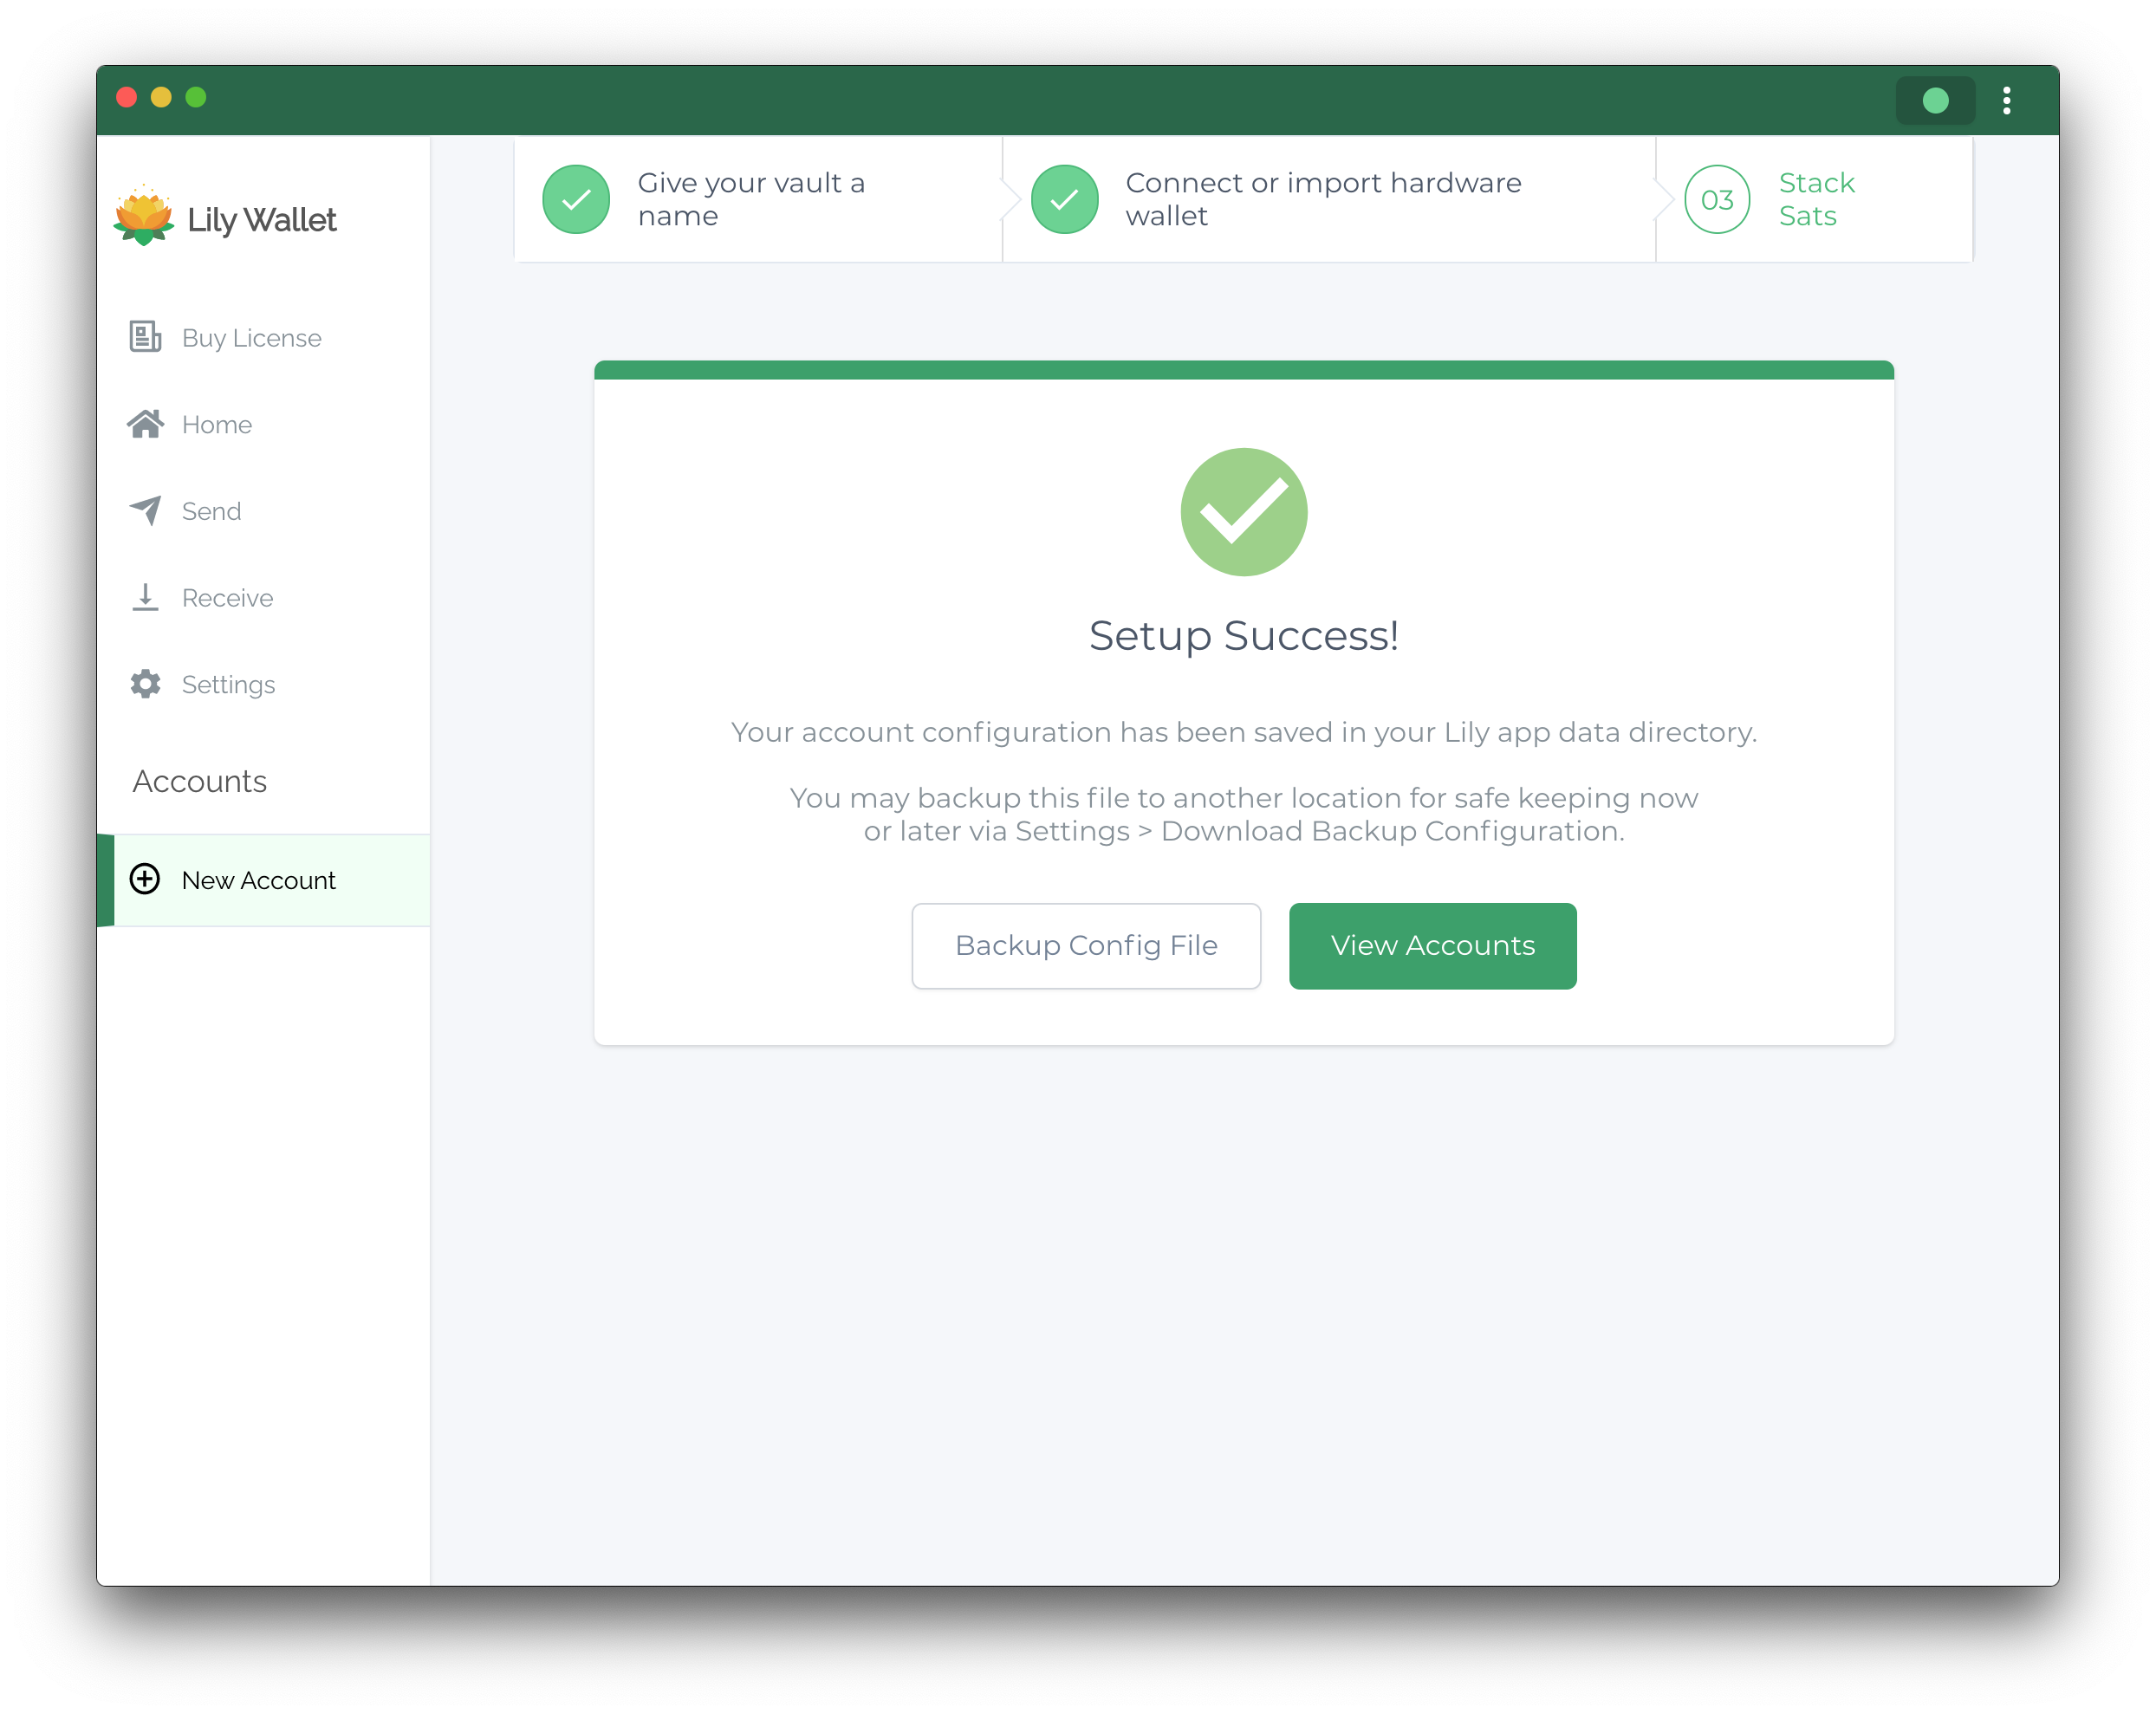 Lily Wallet
Buy License
Home
Send
Receive
Settings
Accounts
New Account
Give your vault a
name
Connect or import hardware
wallet
03
Stack
Sats
Setup Success!
Your account configuration has been saved in your Lily app data directory.
You may backup this file to another location for safe keeping now
or later via Settings > Download Backup Configuration.
Backup Config File
View Accounts